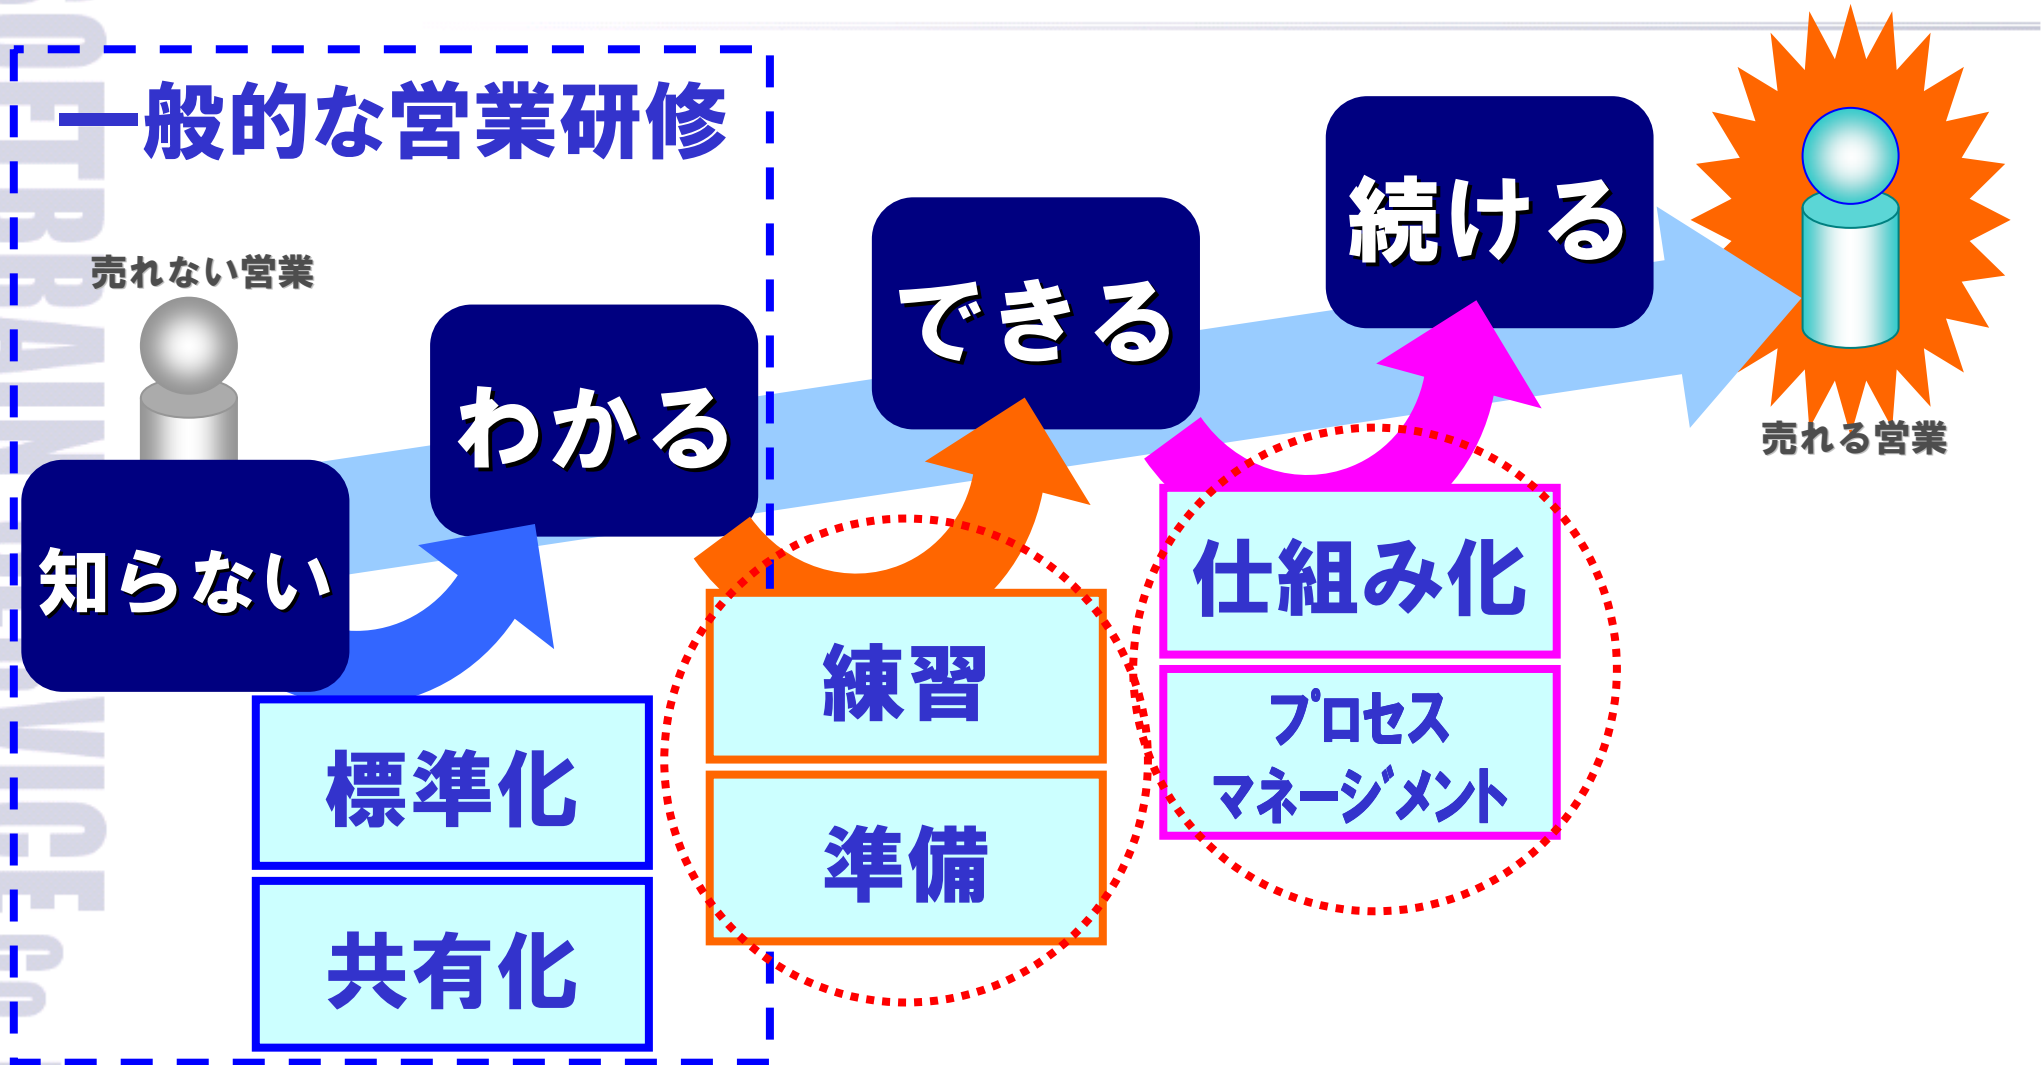 一般的な営業研修
売れない営業
知らない
わかる
できる
続ける
売れる営業
標準化
共有化
練習
準備
仕組み化
プロセス
マネージメント